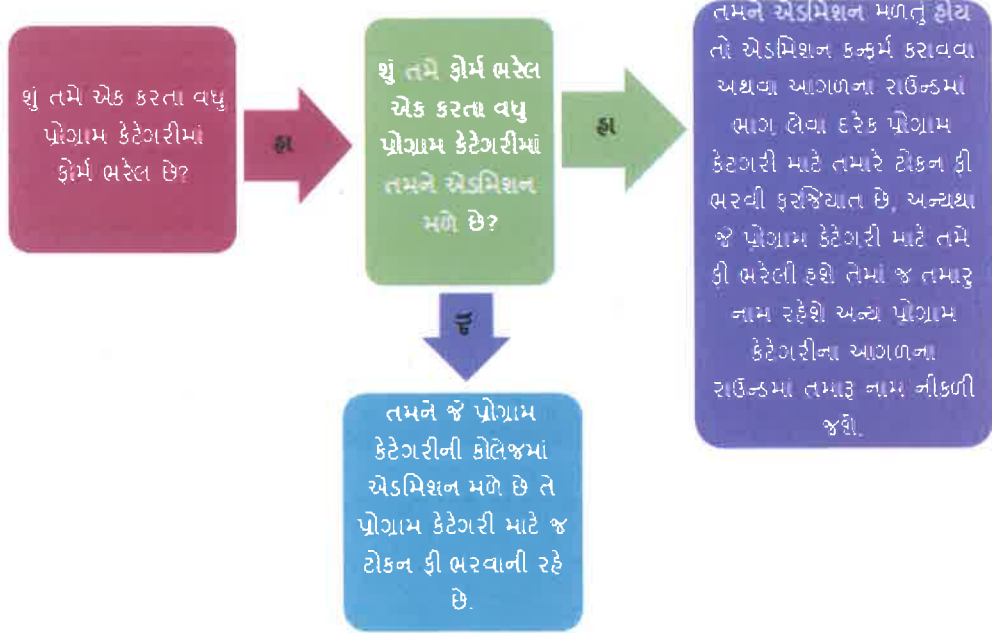 શું તમે એક કરતા વધુ
પ્રોગ્રામ કેટેગરીમાં
ફોર્મ ભરેલ છે?
હા
શું તમે ફોર્મ ભરેલ
એક કરતા વધુ
પ્રોગ્રામ કેટેગરીમાં
તમને એડમિશન
મળે છે?
હા
તમને એડમિશન મળતું હોય
તો એડમિશન કન્ફર્મ કરાવવા
અથવા આગળના રાઉન્ડમાં
ભાગ લેવા દરેક પ્રોગ્રામ
કેટગરી માટે તમારે ટોકન ફી
ભરવી ફરજિયાત છે, અન્યથા
જે પ્રોગ્રામ કેટેગરી માટે તમે
ફી ભરેલી હશે તેમાં જ તમારુ
નામ રહેશે અન્ય પ્રોગ્રામ
કેટેગરીના આગળના
રાઉન્ડમા તમારૂ નામ નીકળી
જશે.
તમને જે પ્રોગ્રામ
કેટેગરીની કોલેજમાં
એડમિશન મળે છે તે
પ્રોગ્રામ કેટેગરી માટે જ
ટોકન ફી ભરવાની રહે
છે.